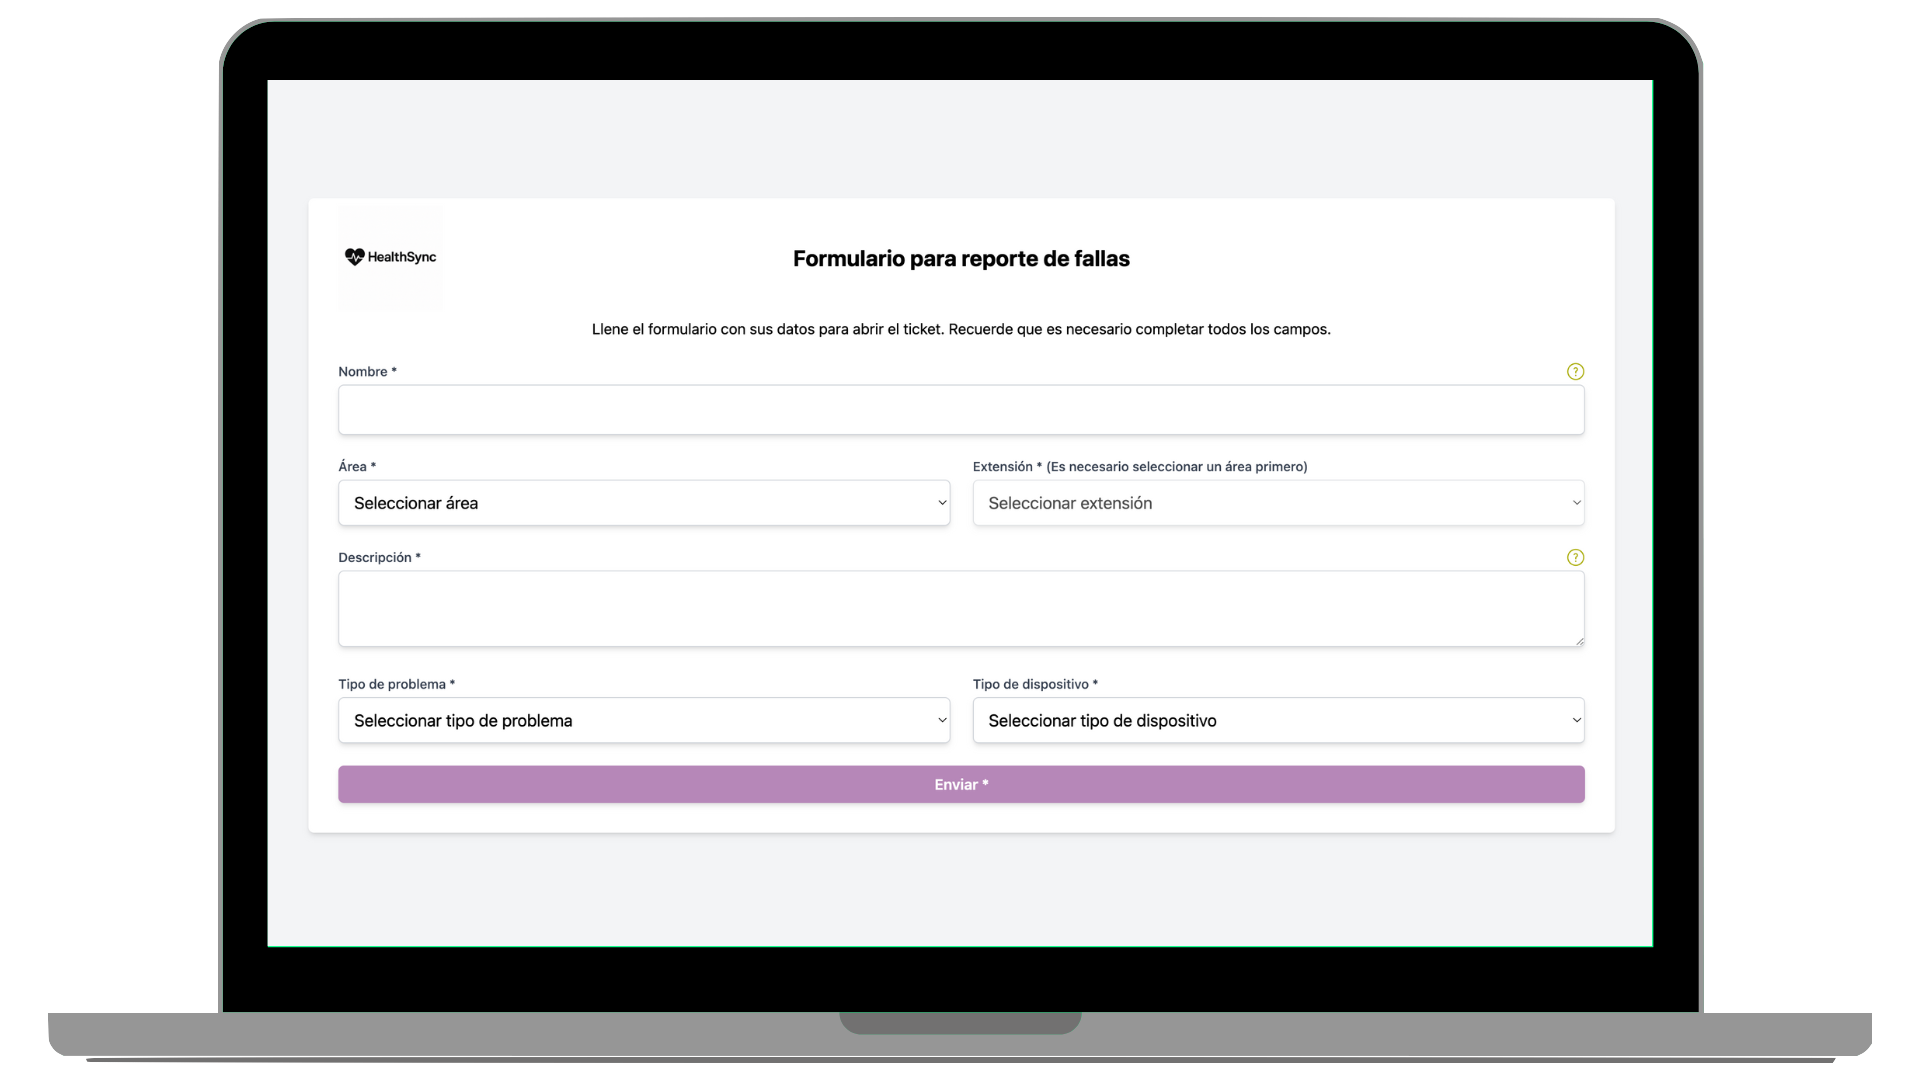 HealthSync
Formulario para reporte de fallas
Llene el formulario con sus datos para abrir el ticket. Recuerde que es necesario completar todos los campos.
Nombre *
?
Área *
Extensión * (Es necesario seleccionar un área primero)
Seleccionar área
Seleccionar extensión
Descripción *
?
Tipo de problema *
Tipo de dispositivo *
Seleccionar tipo de problema
Seleccionar tipo de dispositivo
Enviar *